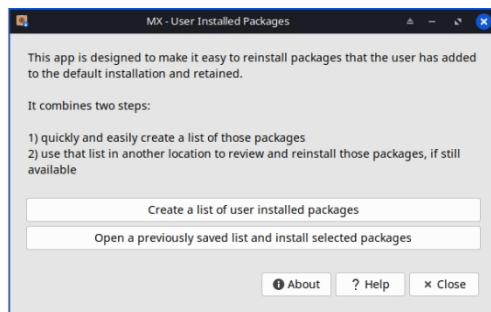 MX - User Installed Packages
This app is designed to make it easy to reinstall packages that the user has added
to the default installation and retained.
It combines two steps:
1) quickly and easily create a list of those packages
2) use that list in another location to review and reinstall those packages, if still
available
Create a list of user installed packages
Open a previously saved list and install selected packages
About ? Help × Close